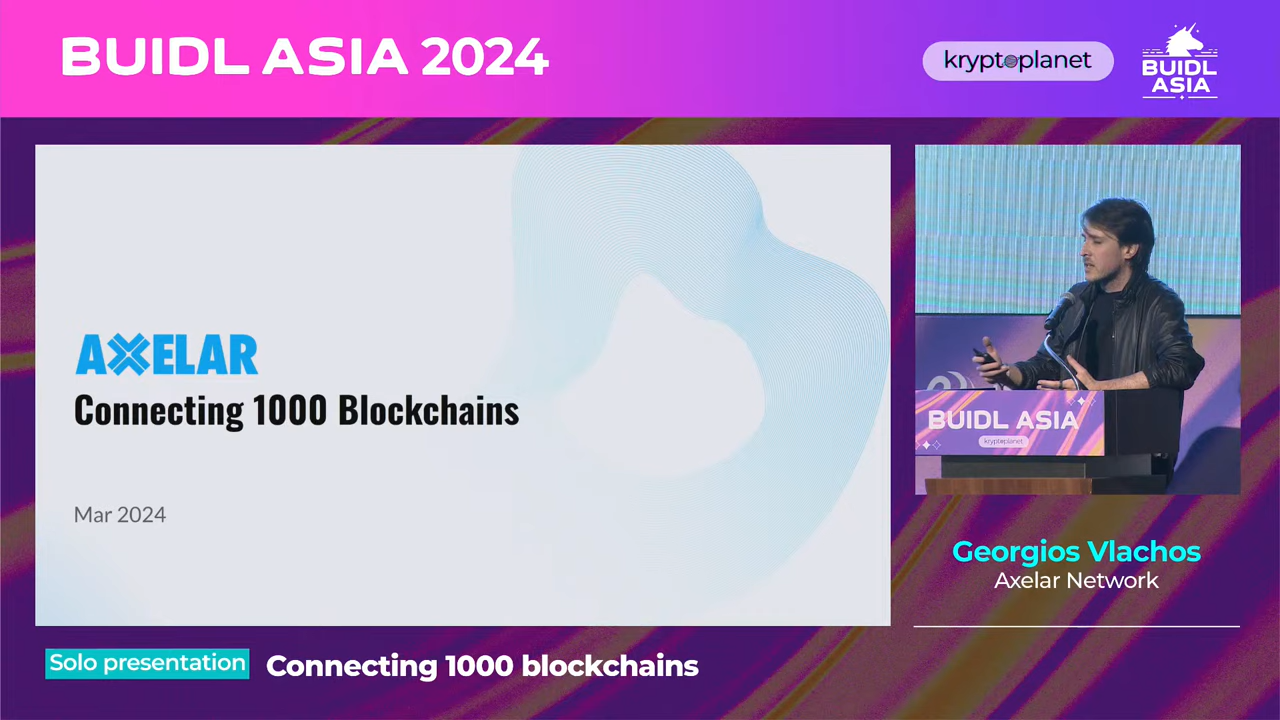 BUIDL ASIA 2024
kryptoplanet
BUIDL
ASIA
AXELAR
Connecting 1000 Blockchains
Mar 2024
BUIDL ASIA
kryptoplanet
Georgios Vlachos
Axelar Network
Solo presentation
Connecting 1000 blockchains